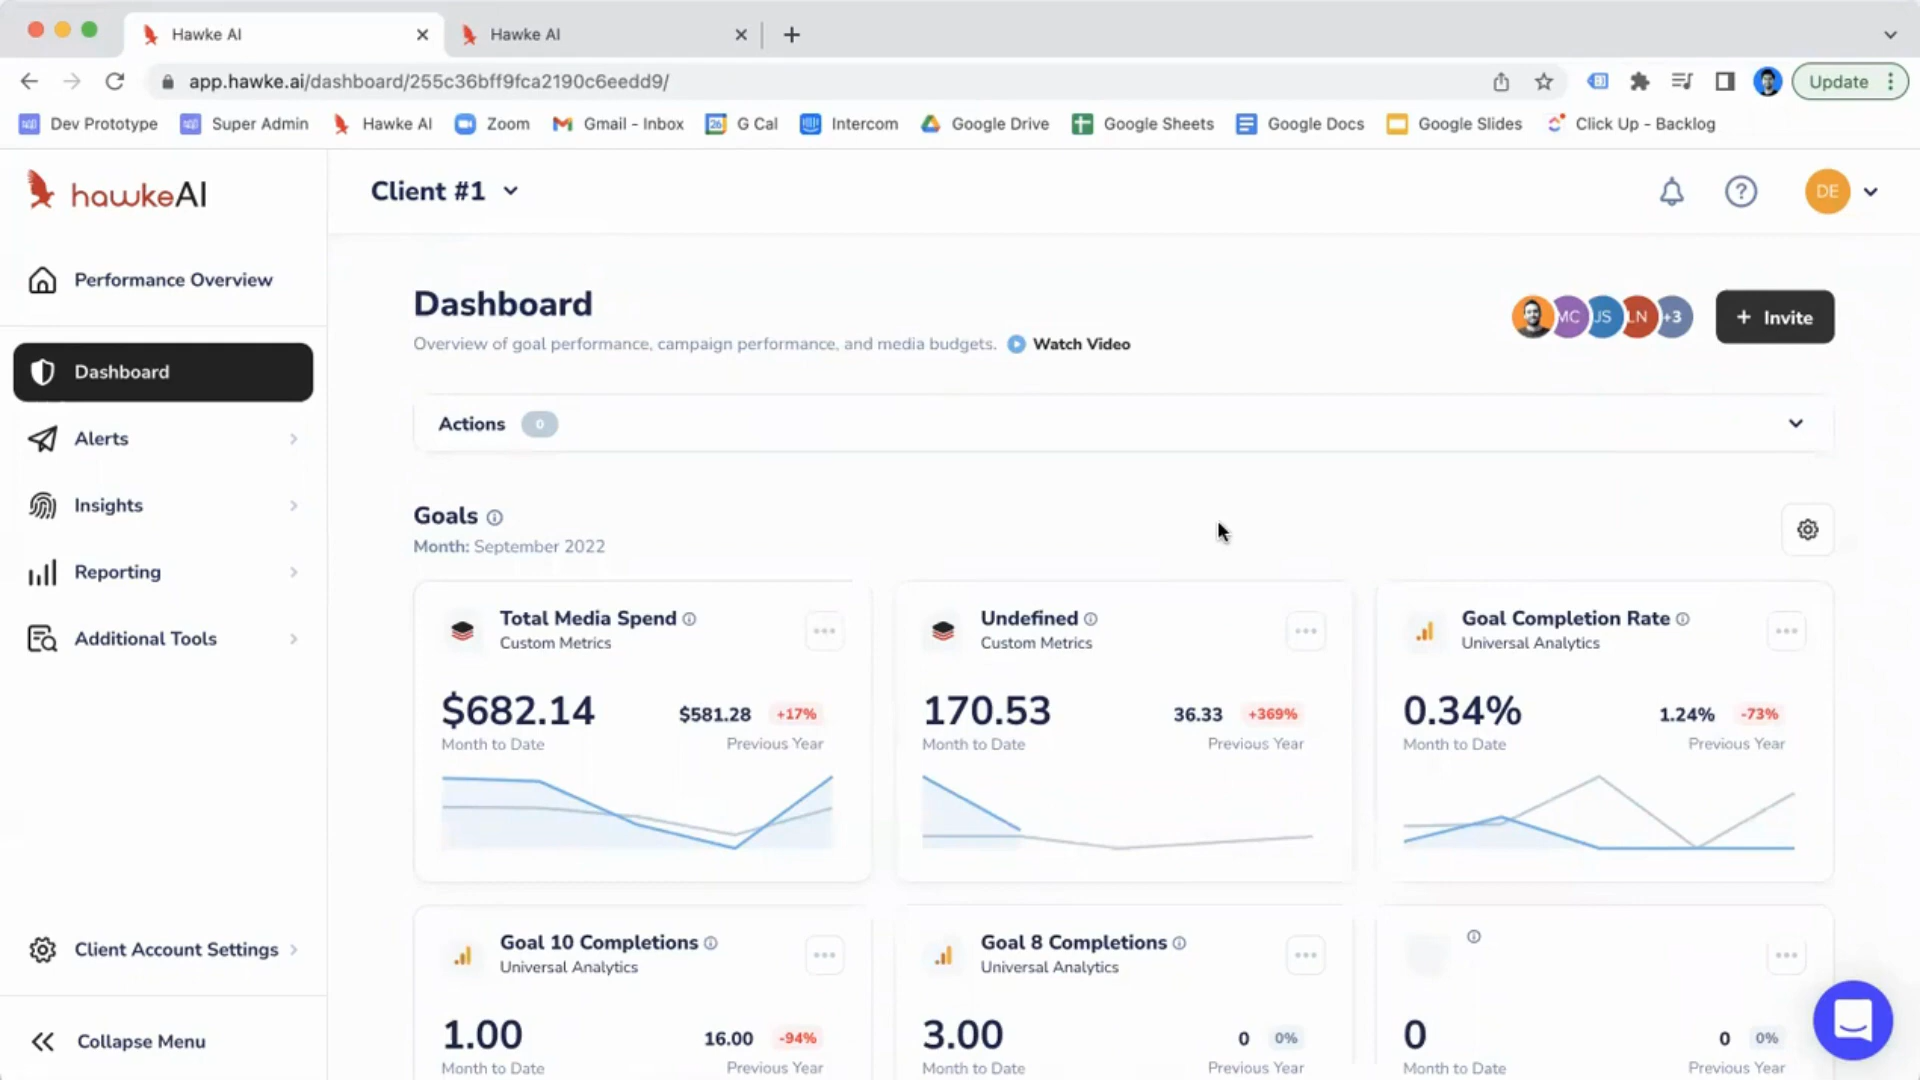 Hawke AI
Hawke AI
app.hawke.ai/dashboard/255c36bff9fca2190c6eedd9/
Update
Dev Prototype
Super Admin
Hawke AI
Zoom
Gmail - Inbox
G Cal
Intercom
Google Drive
Google Sheets
Google Docs
Google Slides
Click Up - Backlog
hawkeAI
Client #1
DE
Performance Overview
Dashboard
Alerts
Insights
Reporting
Additional Tools
Client Account Settings
Collapse Menu
Dashboard
Overview of goal performance, campaign performance, and media budgets. Watch Video
MC JS LN +3
+ Invite
Actions 0
Goals
Month: September 2022
Total Media Spend
Custom Metrics
$682.14 $581.28 +17%
Month to Date Previous Year
Undefined
Custom Metrics
170.53 36.33 +369%
Month to Date Previous Year
Goal Completion Rate
Universal Analytics
0.34% 1.24% -73%
Month to Date Previous Year
Goal 10 Completions
Universal Analytics
1.00 16.00 -94%
Month to Date Previous Year
Goal 8 Completions
Universal Analytics
3.00 0 0%
Month to Date Previous Year
0 0 0%
Month to Date Previous Year